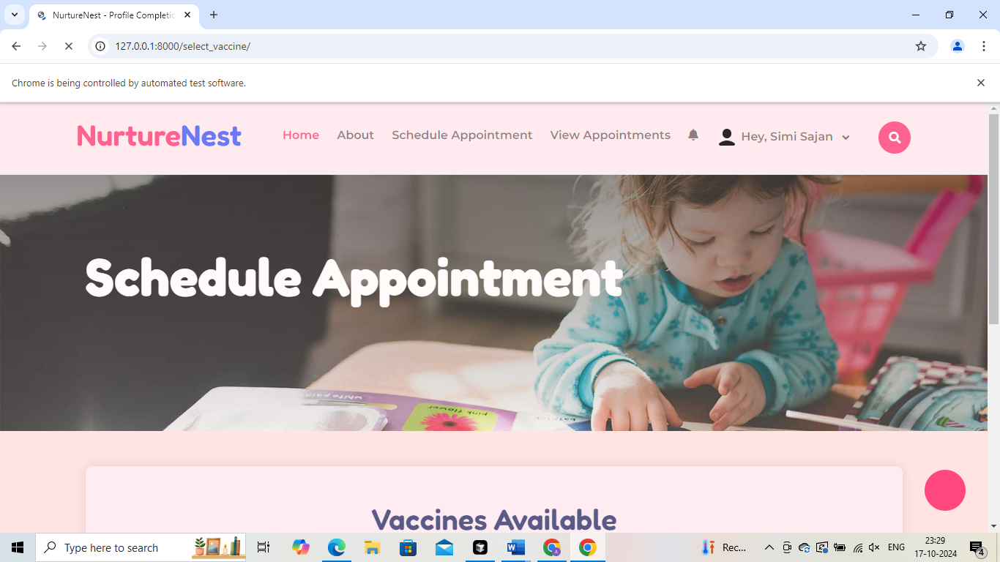 NurtureNest - Profile Completic
127.0.0.1:8000/select_vaccine/
Chrome is being controlled by automated test software.
NurtureNest Home About Schedule Appointment View Appointments Hey, Simi Sajan
Schedule Appointment
white pain
pink flower
Vaccines Available
Type here to search
Rec... ENG 23:29
17-10-2024
4